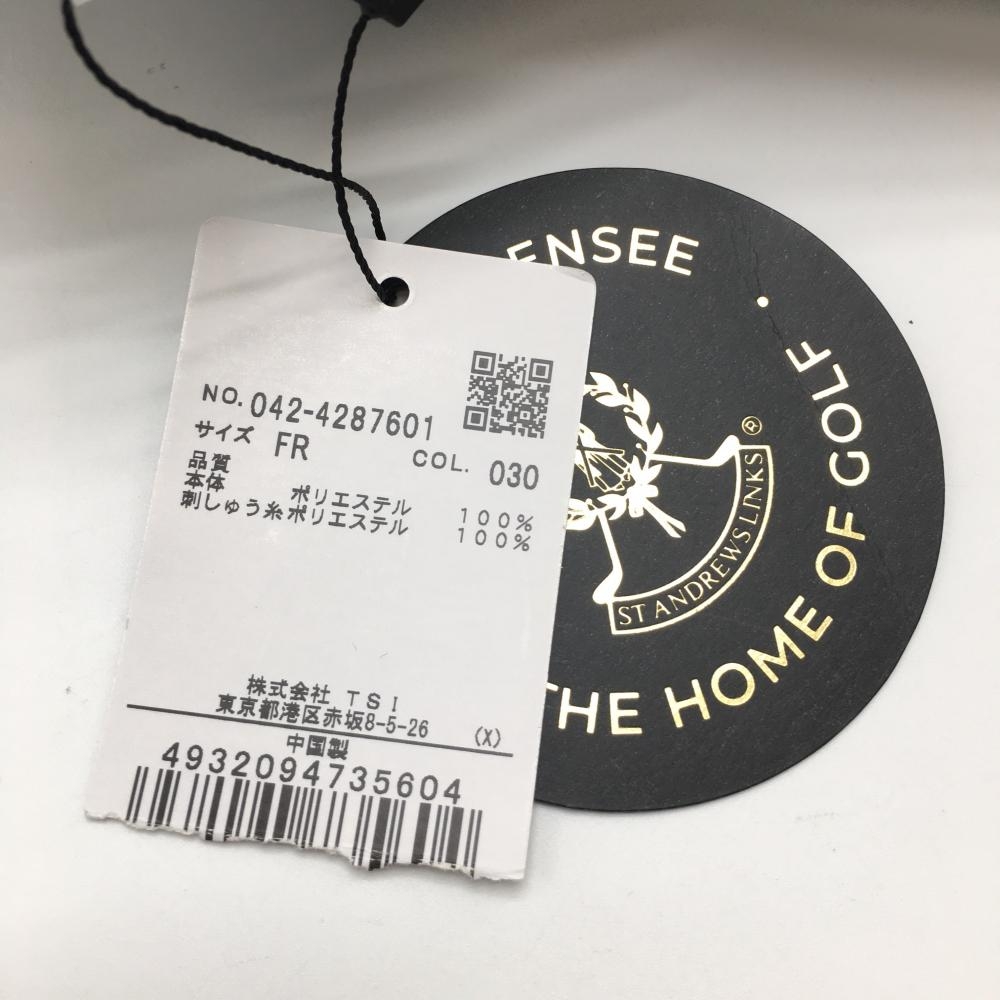 NO. 042-4287601
サイズ FR COL. 030
品質
本体 ポリエステル 100%
刺しゅう糸ポリエステル 100%
株式会社 TSI
東京都港区赤坂8-5-26 (X)
中国製
4932094735604
ENSEE
THE HOME OF GOLF
ST ANDREWS LINKS
®